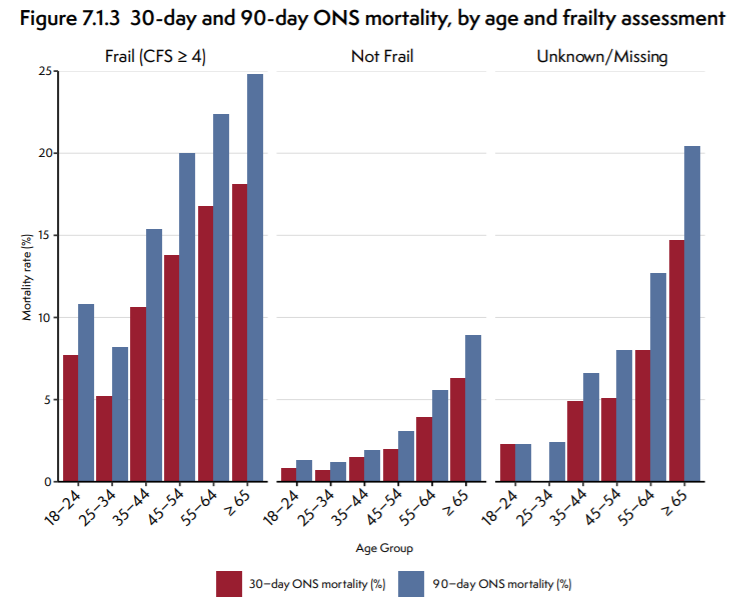 Figure 7.1.3 30-day and 90-day ONS mortality, by age and frailty assessment
Frail (CFS ≥ 4) Not Frail Unknown/Missing
Mortality rate (%)
25
20
15
10
5
0
18–24 25–34 35–44 45–54 55–64 ≥ 65 18–24 25–34 35–44 45–54 55–64 ≥ 65 18–24 25–34 35–44 45–54 55–64 ≥ 65
Age Group
30–day ONS mortality (%) 90–day ONS mortality (%)